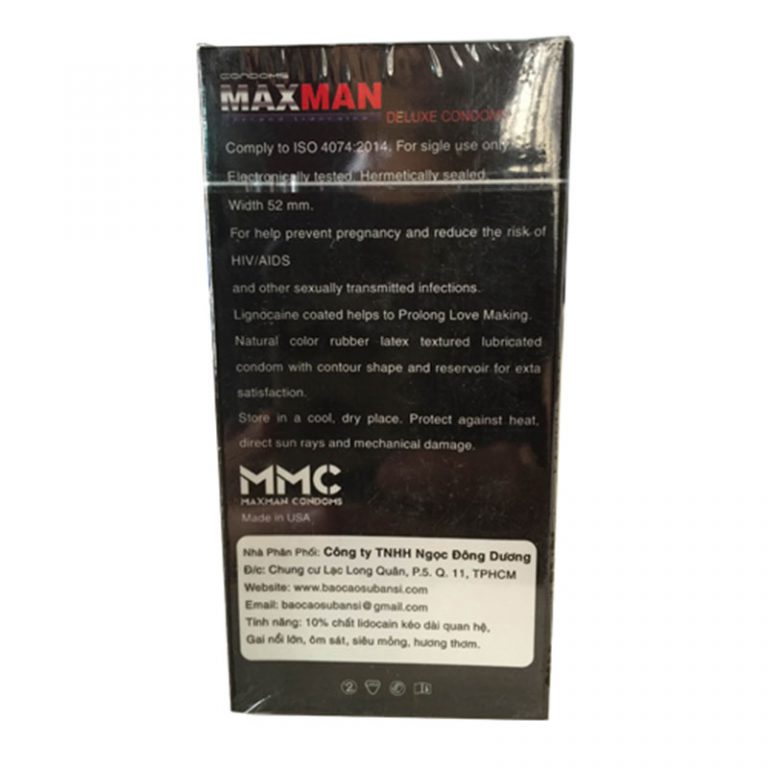 CONDOMS
MAXMAN
DELUXE CONDOMS
Comply to ISO 4074:2014. For sigle use only
Electronically tested. Hermetically sealed.
Width 52 mm.
For help prevent pregnancy and reduce the risk of
HIV/AIDS
and other sexually transmitted infections.
Lignocaine coated helps to Prolong Love Making.
Natural color rubber latex textured lubricated
condom with contour shape and reservoir for exta
satisfaction.
Store in a cool, dry place. Protect against heat,
direct sun rays and mechanical damage.
MMC
MAXMAN CONDOMS
Made in USA
Nhà Phân Phối: Công ty TNHH Ngọc Đông Dương
Đ/c: Chung cư Lạc Long Quân, P.5. Q. 11, TPHCM
Website: www.baocaosubansi.com
Email: baocaosubansi@gmail.com
Tính năng: 10% chất lidocain kéo dài quan hệ,
Gai nổi lớn, ôm sát, siêu mỏng, hương thơm.
2